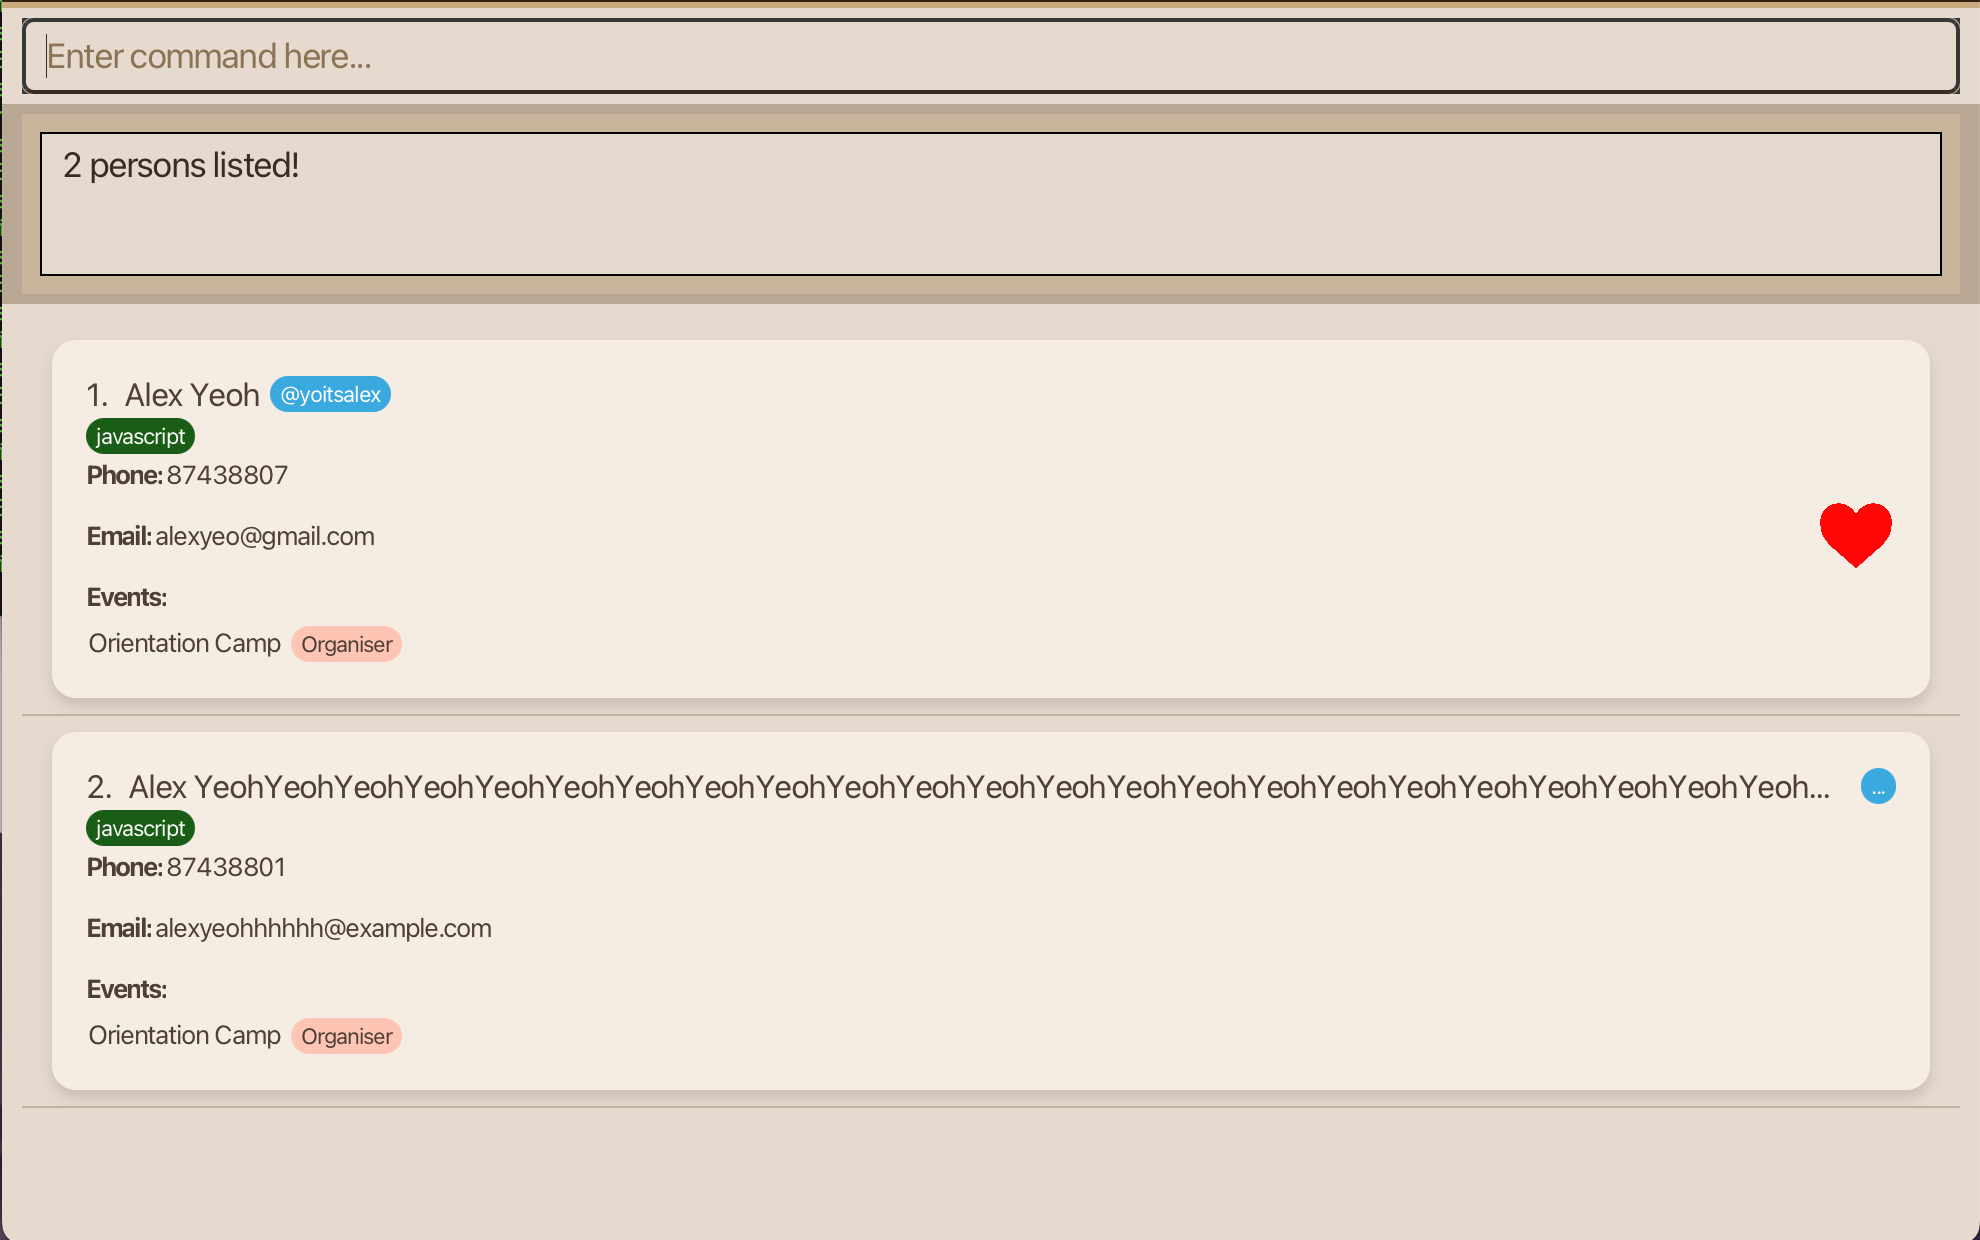 Enter command here...
2 persons listed!
1. Alex Yeoh @yoitsalex
javascript
Phone: 87438807
Email: alexyeo@gmail.com
Events:
Orientation Camp Organiser
2. Alex YeohYeohYeohYeohYeohYeohYeohYeohYeohYeohYeohYeohYeohYeohYeohYeohYeohYeohYeohYeohYeohYeohYeoh... ...
javascript
Phone: 87438801
Email: alexyeohhhhhh@example.com
Events:
Orientation Camp Organiser